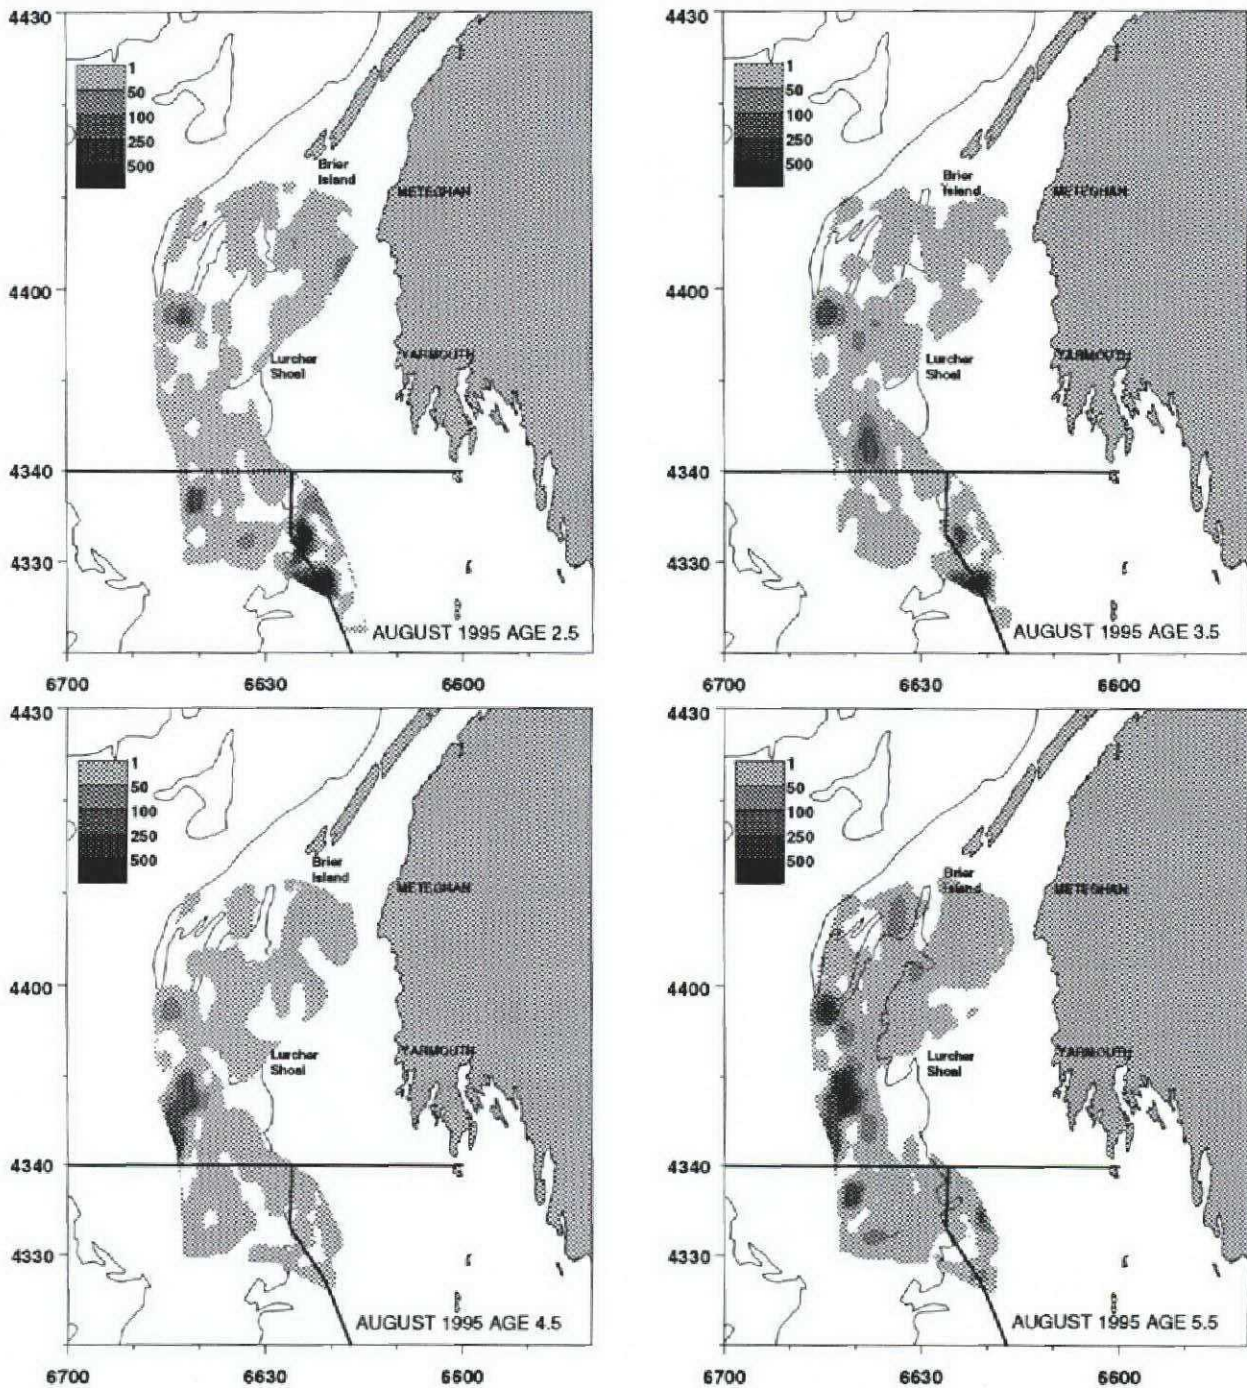 4430
4430
1
50
100
250
500
1
50
100
250
500
Brier
Island
METEGHAN
Brier
Island
METEGHAN
4400
4400
Lurcher
Shoal
YARMOUTH
Lurcher
Shoal
YARMOUTH
4340
4340
4330
4330
AUGUST 1995 AGE 2.5
AUGUST 1995 AGE 3.5
6700
6630
6600
6700
6630
6600
4430
4430
1
50
100
250
500
1
50
100
250
500
Brier
Island
METEGHAN
Brier
Island
METEGHAN
4400
4400
Lurcher
Shoal
YARMOUTH
Lurcher
Shoal
YARMOUTH
4340
4340
4330
4330
AUGUST 1995 AGE 4.5
AUGUST 1995 AGE 5.5
6700
6630
6600
6700
6630
6600